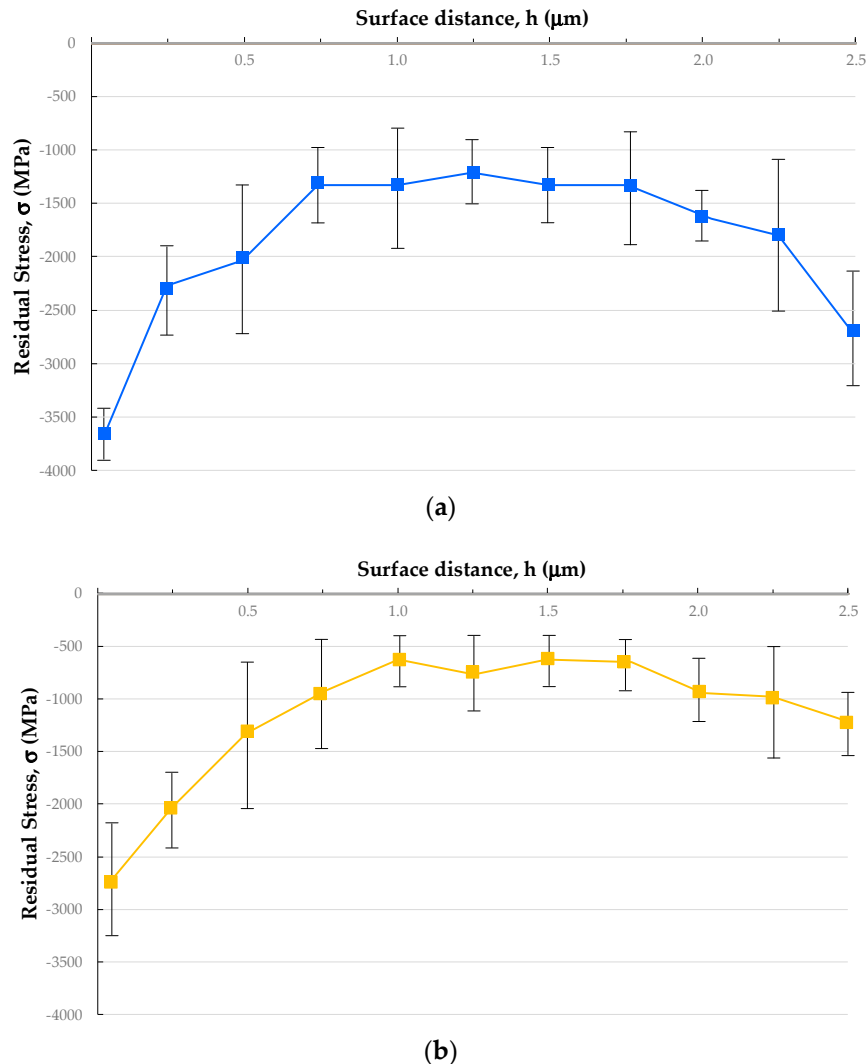 Surface distance, h (μm)
0
0.5 1.0 1.5 2.0 2.5
-500
-1000
-1500
-2000
-2500
-3000
-3500
-4000
Residual Stress, σ (MPa)
(a)
Surface distance, h (μm)
0
0.5 1.0 1.5 2.0 2.5
-500
-1000
-1500
-2000
-2500
-3000
-3500
-4000
Residual Stress, σ (MPa)
(b)